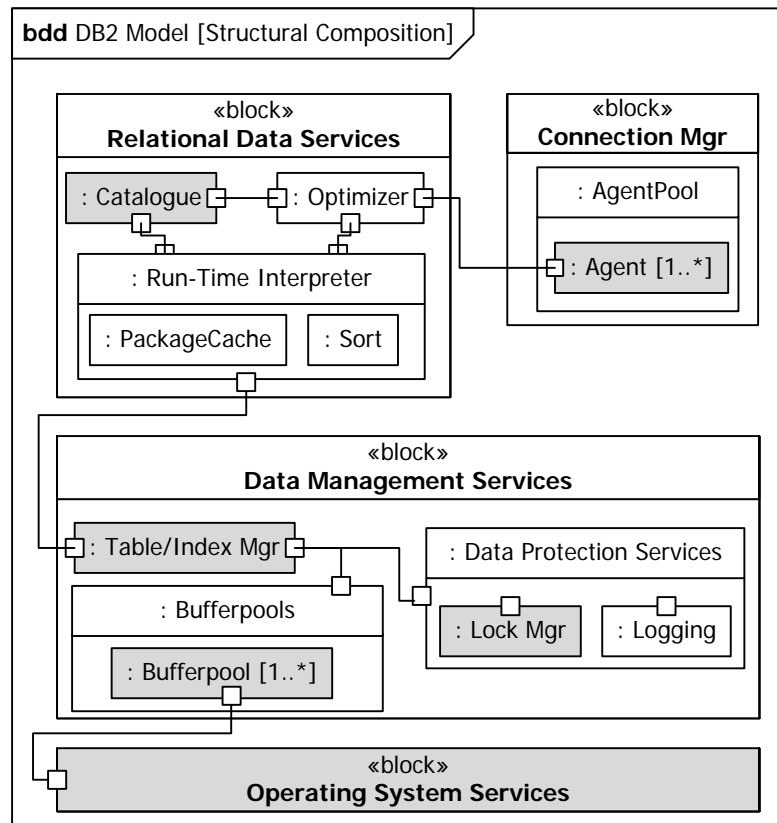 bdd DB2 Model [Structural Composition]
«block»
Relational Data Services
: Catalogue
: Optimizer
: Run-Time Interpreter
: PackageCache
: Sort
«block»
Connection Mgr
: AgentPool
: Agent [1..*]
«block»
Data Management Services
: Table/Index Mgr
: Bufferpools
: Bufferpool [1..*]
: Data Protection Services
: Lock Mgr
: Logging
«block»
Operating System Services